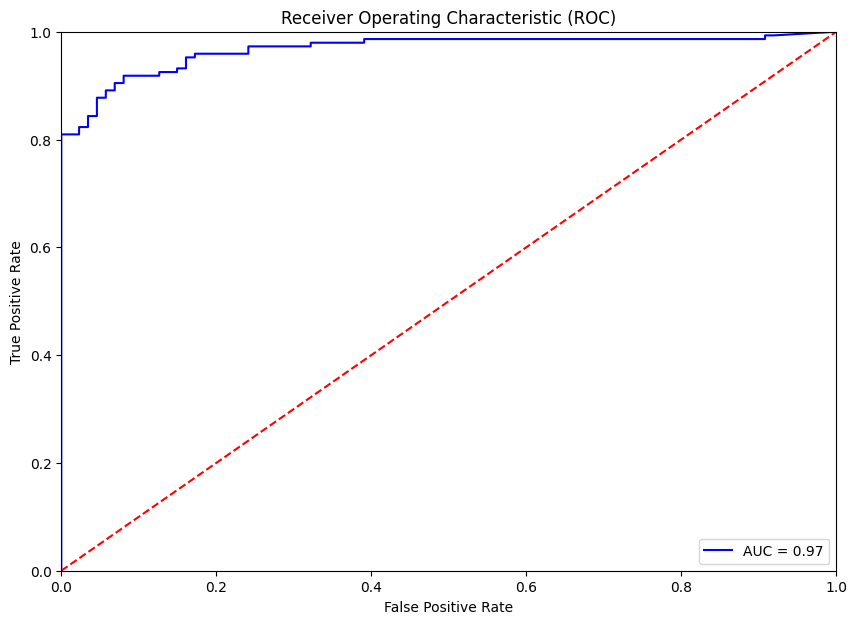 Receiver Operating Characteristic (ROC)
1.0
0.8
0.6
0.4
0.2
0.0
True Positive Rate
0.0 0.2 0.4 0.6 0.8 1.0
False Positive Rate
AUC = 0.97